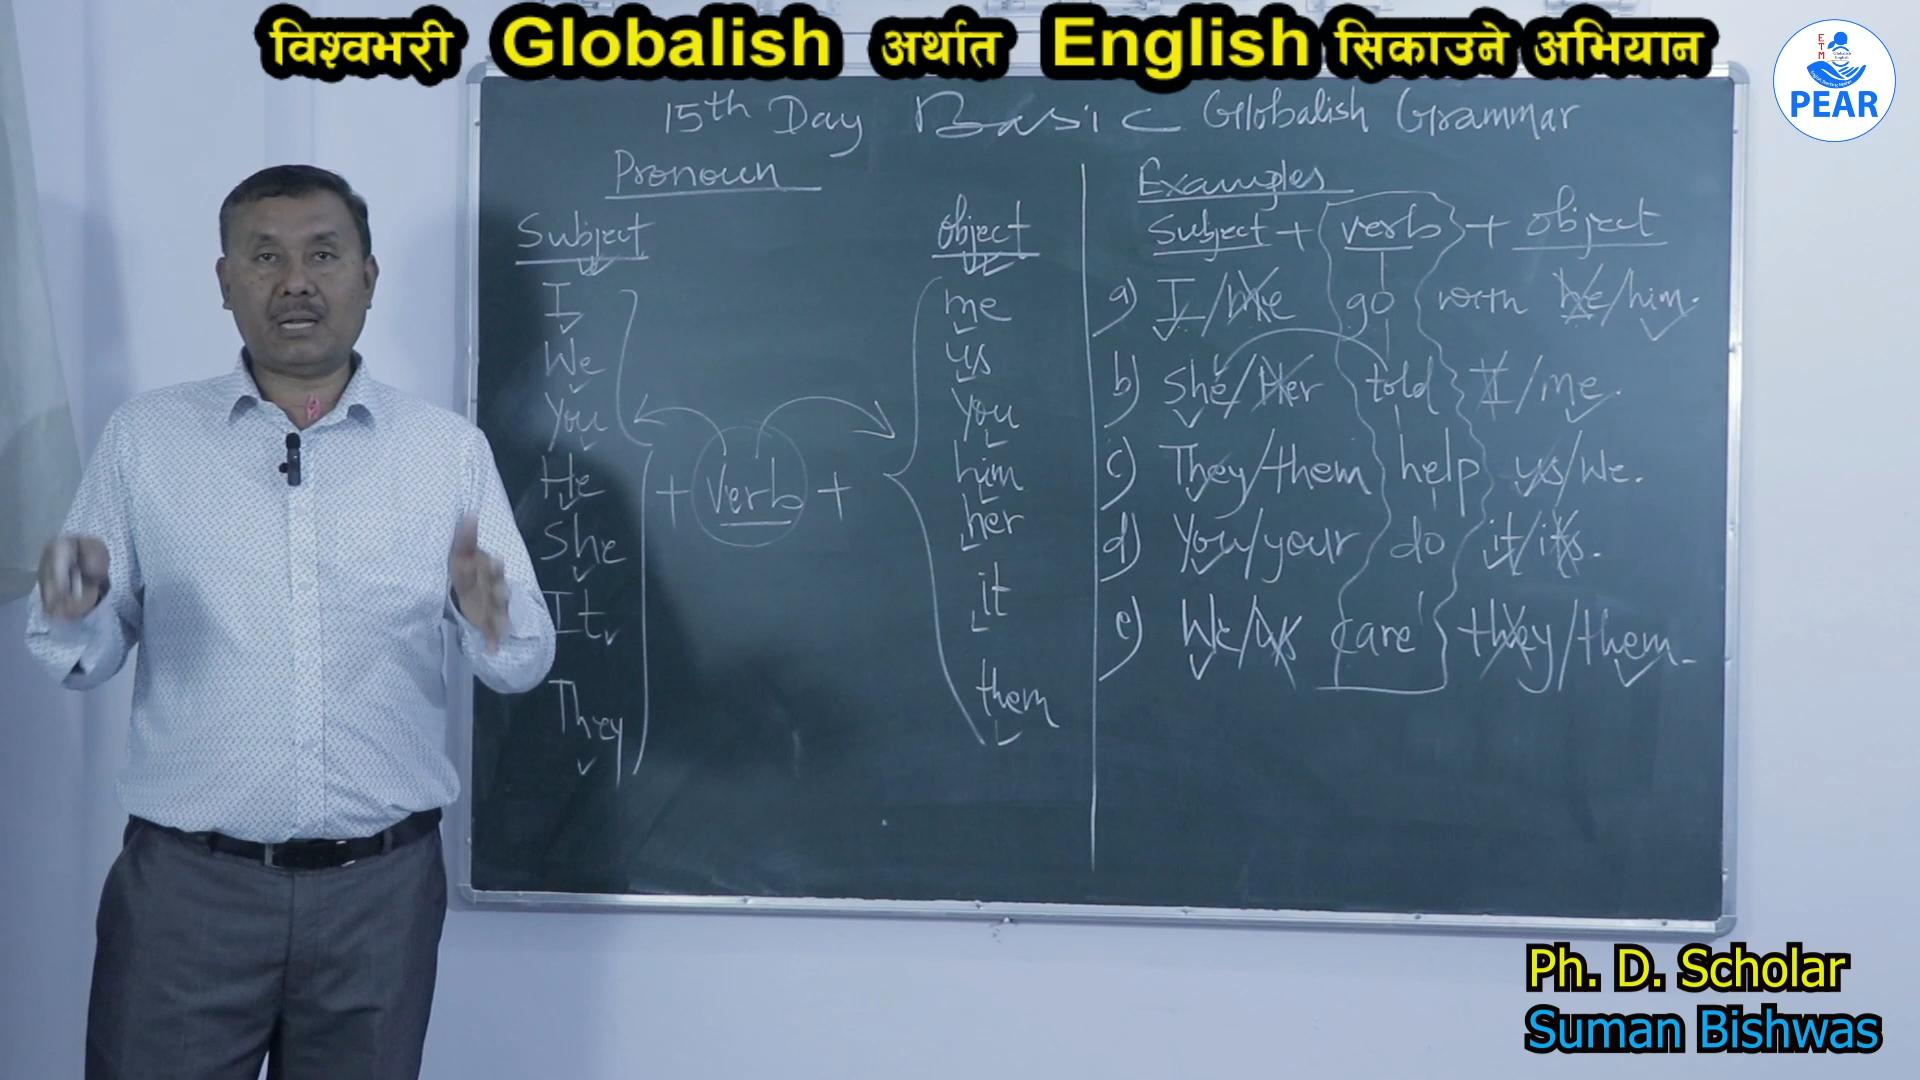 विश्वभरी Globalish अर्थात English सिकाउने अभियान
ETM
PEAR
15th Day Basic Globalish Grammar
Pronoun
Subject
I
We
You
He
She
It
They
+ verb +
object
me
us
you
him
her
it
them
Examples
Subject + verb + object
a) I/me go with he/him.
b) She/Her told I/me.
c) They/them help us/we.
d) You/your do it/its.
e) We/us care they/them.
Ph. D. Scholar
Suman Bishwas